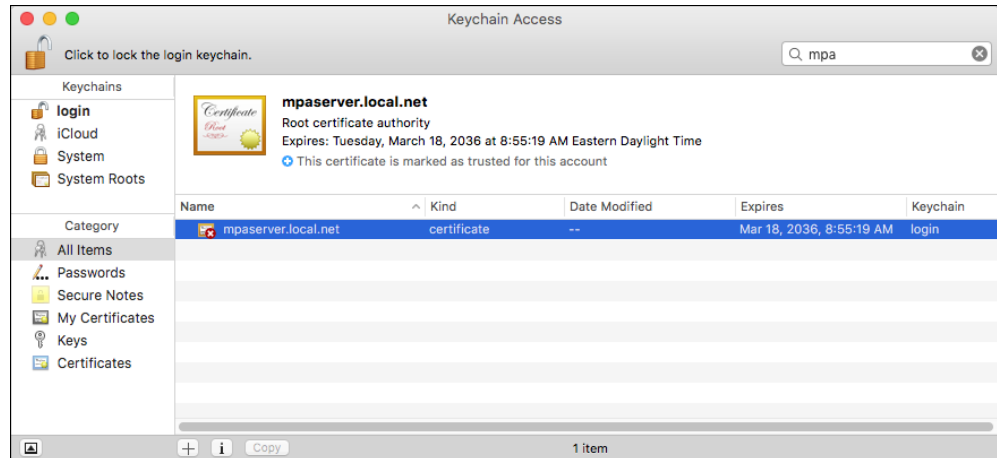 Keychain Access
Click to lock the login keychain.
mpa
Keychains
login
iCloud
System
System Roots
Category
All Items
Passwords
Secure Notes
My Certificates
Keys
Certificates
Certificate
Root
mpaserver.local.net
Root certificate authority
Expires: Tuesday, March 18, 2036 at 8:55:19 AM Eastern Daylight Time
This certificate is marked as trusted for this account
Name Kind Date Modified Expires Keychain
mpaserver.local.net certificate -- Mar 18, 2036, 8:55:19 AM login
+ i Copy 1 item